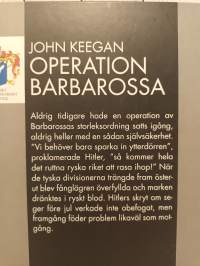 JOHN KEEGAN
OPERATION
BARBAROSSA
Aldrig tidigare hade en operation av
Barbarossas storleksordning satts igång,
aldrig heller med en sådan självsäkerhet.
"Vi behöver bara sparka in ytterdörren",
proklamerade Hitler, "så kommer hela
det ruttna ryska riket att rasa ihop!" När
de tyska divisionerna trängde fram öster-
ut blev fånglägren överfyllda och marken
dränktes i ryskt blod. Hitlers skryt om se-
ger före jul verkade inte obefogat, men
framgång föder problem likaväl som mot-
gång.